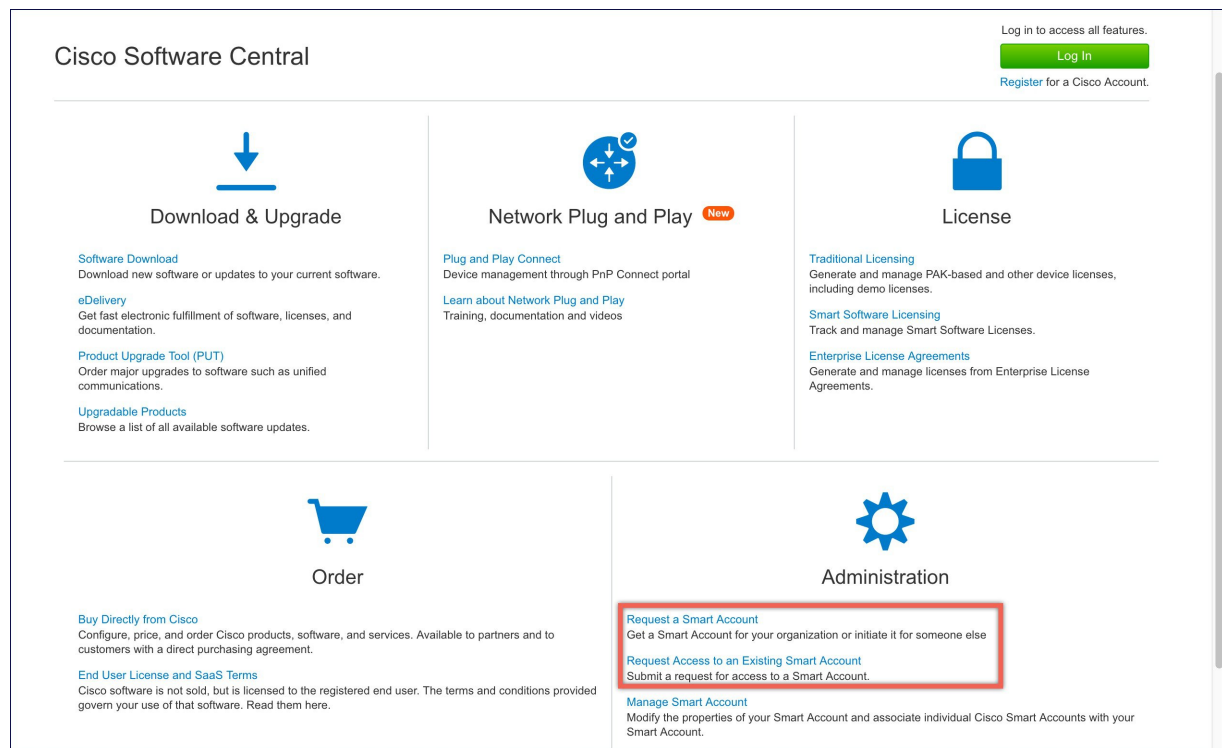 Log in to access all features.
Cisco Software Central
Log In
Register for a Cisco Account.
Download & Upgrade
Software Download
Download new software or updates to your current software.
eDelivery
Get fast electronic fulfillment of software, licenses, and
documentation.
Product Upgrade Tool (PUT)
Order major upgrades to software such as unified
communications.
Upgradable Products
Browse a list of all available software updates.
Network Plug and Play New
Plug and Play Connect
Device management through PnP Connect portal
Learn about Network Plug and Play
Training, documentation and videos
License
Traditional Licensing
Generate and manage PAK-based and other device licenses,
including demo licenses.
Smart Software Licensing
Track and manage Smart Software Licenses.
Enterprise License Agreements
Generate and manage licenses from Enterprise License
Agreements.
Order
Buy Directly from Cisco
Configure, price, and order Cisco products, software, and services. Available to partners and to
customers with a direct purchasing agreement.
End User License and SaaS Terms
Cisco software is not sold, but is licensed to the registered end user. The terms and conditions provided
govern your use of that software. Read them here.
Administration
Request a Smart Account
Get a Smart Account for your organization or initiate it for someone else
Request Access to an Existing Smart Account
Submit a request for access to a Smart Account.
Manage Smart Account
Modify the properties of your Smart Account and associate individual Cisco Smart Accounts with your
Smart Account.